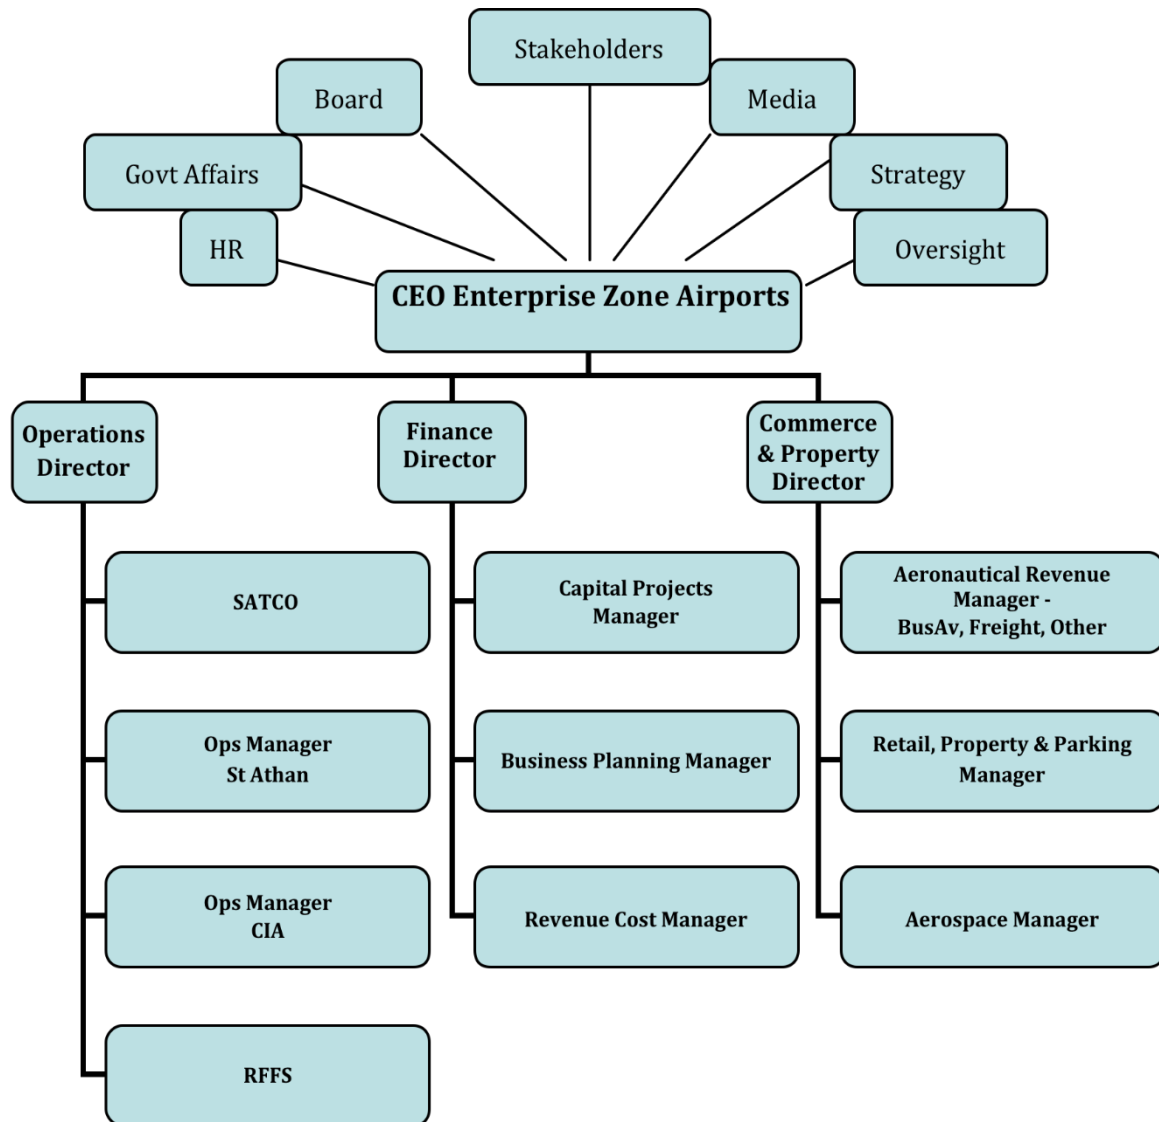 Stakeholders
Board
Media
Govt Affairs
Strategy
HR
Oversight
CEO Enterprise Zone Airports
Operations
Director
Finance
Director
Commerce
& Property
Director
SATCO
Capital Projects
Manager
Aeronautical Revenue
Manager -
BusAv, Freight, Other
Ops Manager
St Athan
Business Planning Manager
Retail, Property & Parking
Manager
Ops Manager
CIA
Revenue Cost Manager
Aerospace Manager
RFFS